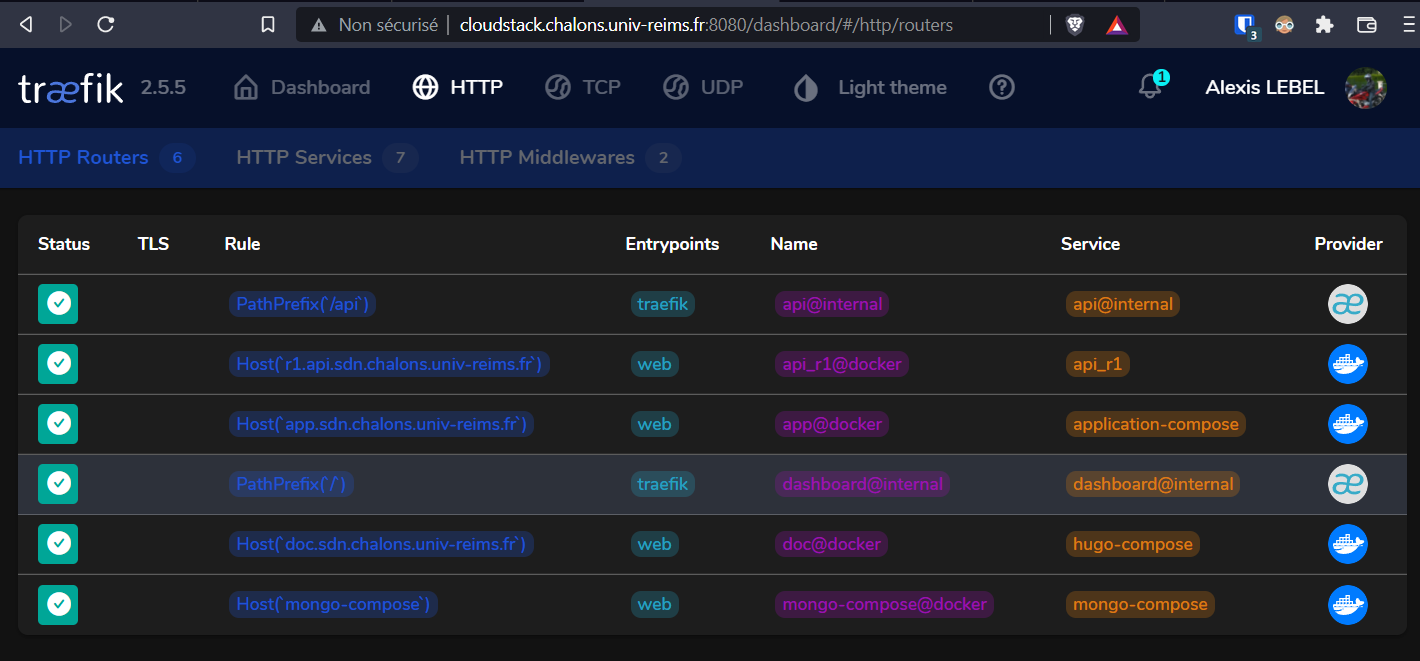 Non sécurisé cloudstack.chalons.univ-reims.fr:8080/dashboard/#/http/routers 3
træfik 2.5.5 Dashboard HTTP TCP UDP Light theme 1 Alexis LEBEL
HTTP Routers 6 HTTP Services 7 HTTP Middlewares 2
Status TLS Rule Entrypoints Name Service Provider
PathPrefix(`/api`) traefik api@internal api@internal æ
Host(`r1.api.sdn.chalons.univ-reims.fr`) web api_r1@docker api_r1
Host(`app.sdn.chalons.univ-reims.fr`) web app@docker application-compose
PathPrefix(`/`) traefik dashboard@internal dashboard@internal æ
Host(`doc.sdn.chalons.univ-reims.fr`) web doc@docker hugo-compose
Host(`mongo-compose`) web mongo-compose@docker mongo-compose